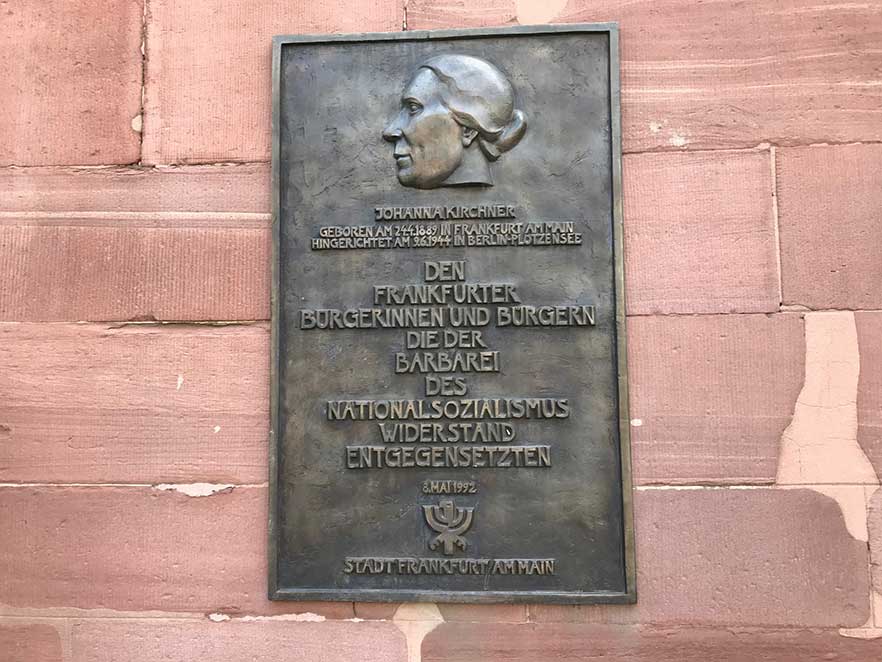 JOHANNA KIRCHNER
GEBOREN AM 24.4.1889 IN FRANKFURT AM MAIN
HINGERICHTET AM 9.6.1944 IN BERLIN-PLÖTZENSEE
DEN
FRANKFURTER
BÜRGERINNEN UND BÜRGERN
DIE DER
BARBAREI
DES
NATIONALSOZIALISMUS
WIDERSTAND
ENTGEGENSETZTEN
8. MAI 1992
STADT FRANKFURT AM MAIN